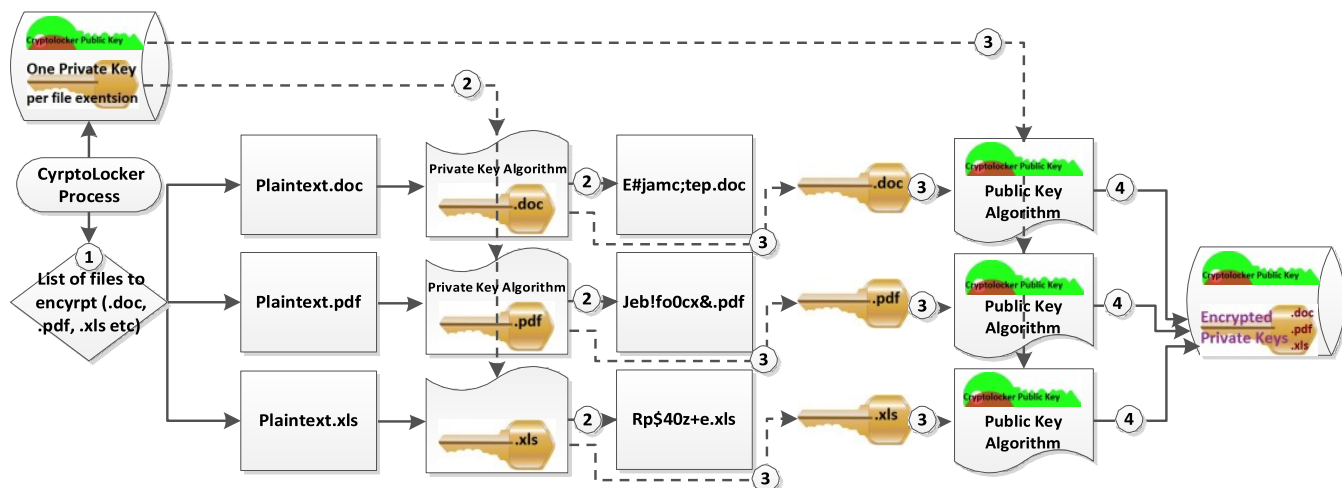 Cryptolocker Public Key
One Private Key
per file exentsion
CyrptoLocker
Process
1
List of files to
encyrpt (.doc,
.pdf, .xls etc)
2
3
Plaintext.doc
Private Key Algorithm
.doc
2
E#jamc;tep.doc
3
.doc
3
Cryptolocker Public Key
Public Key
Algorithm
4
Plaintext.pdf
Private Key Algorithm
.pdf
2
Jeb!fo0cx&.pdf
3
.pdf
3
Cryptolocker Public Key
Public Key
Algorithm
4
Plaintext.xls
.xls
2
Rp$40z+e.xls
3
.xls
3
Cryptolocker Public Key
Public Key
Algorithm
4
Cryptolocker Public Key
Encrypted
Private Keys
.doc
.pdf
.xls